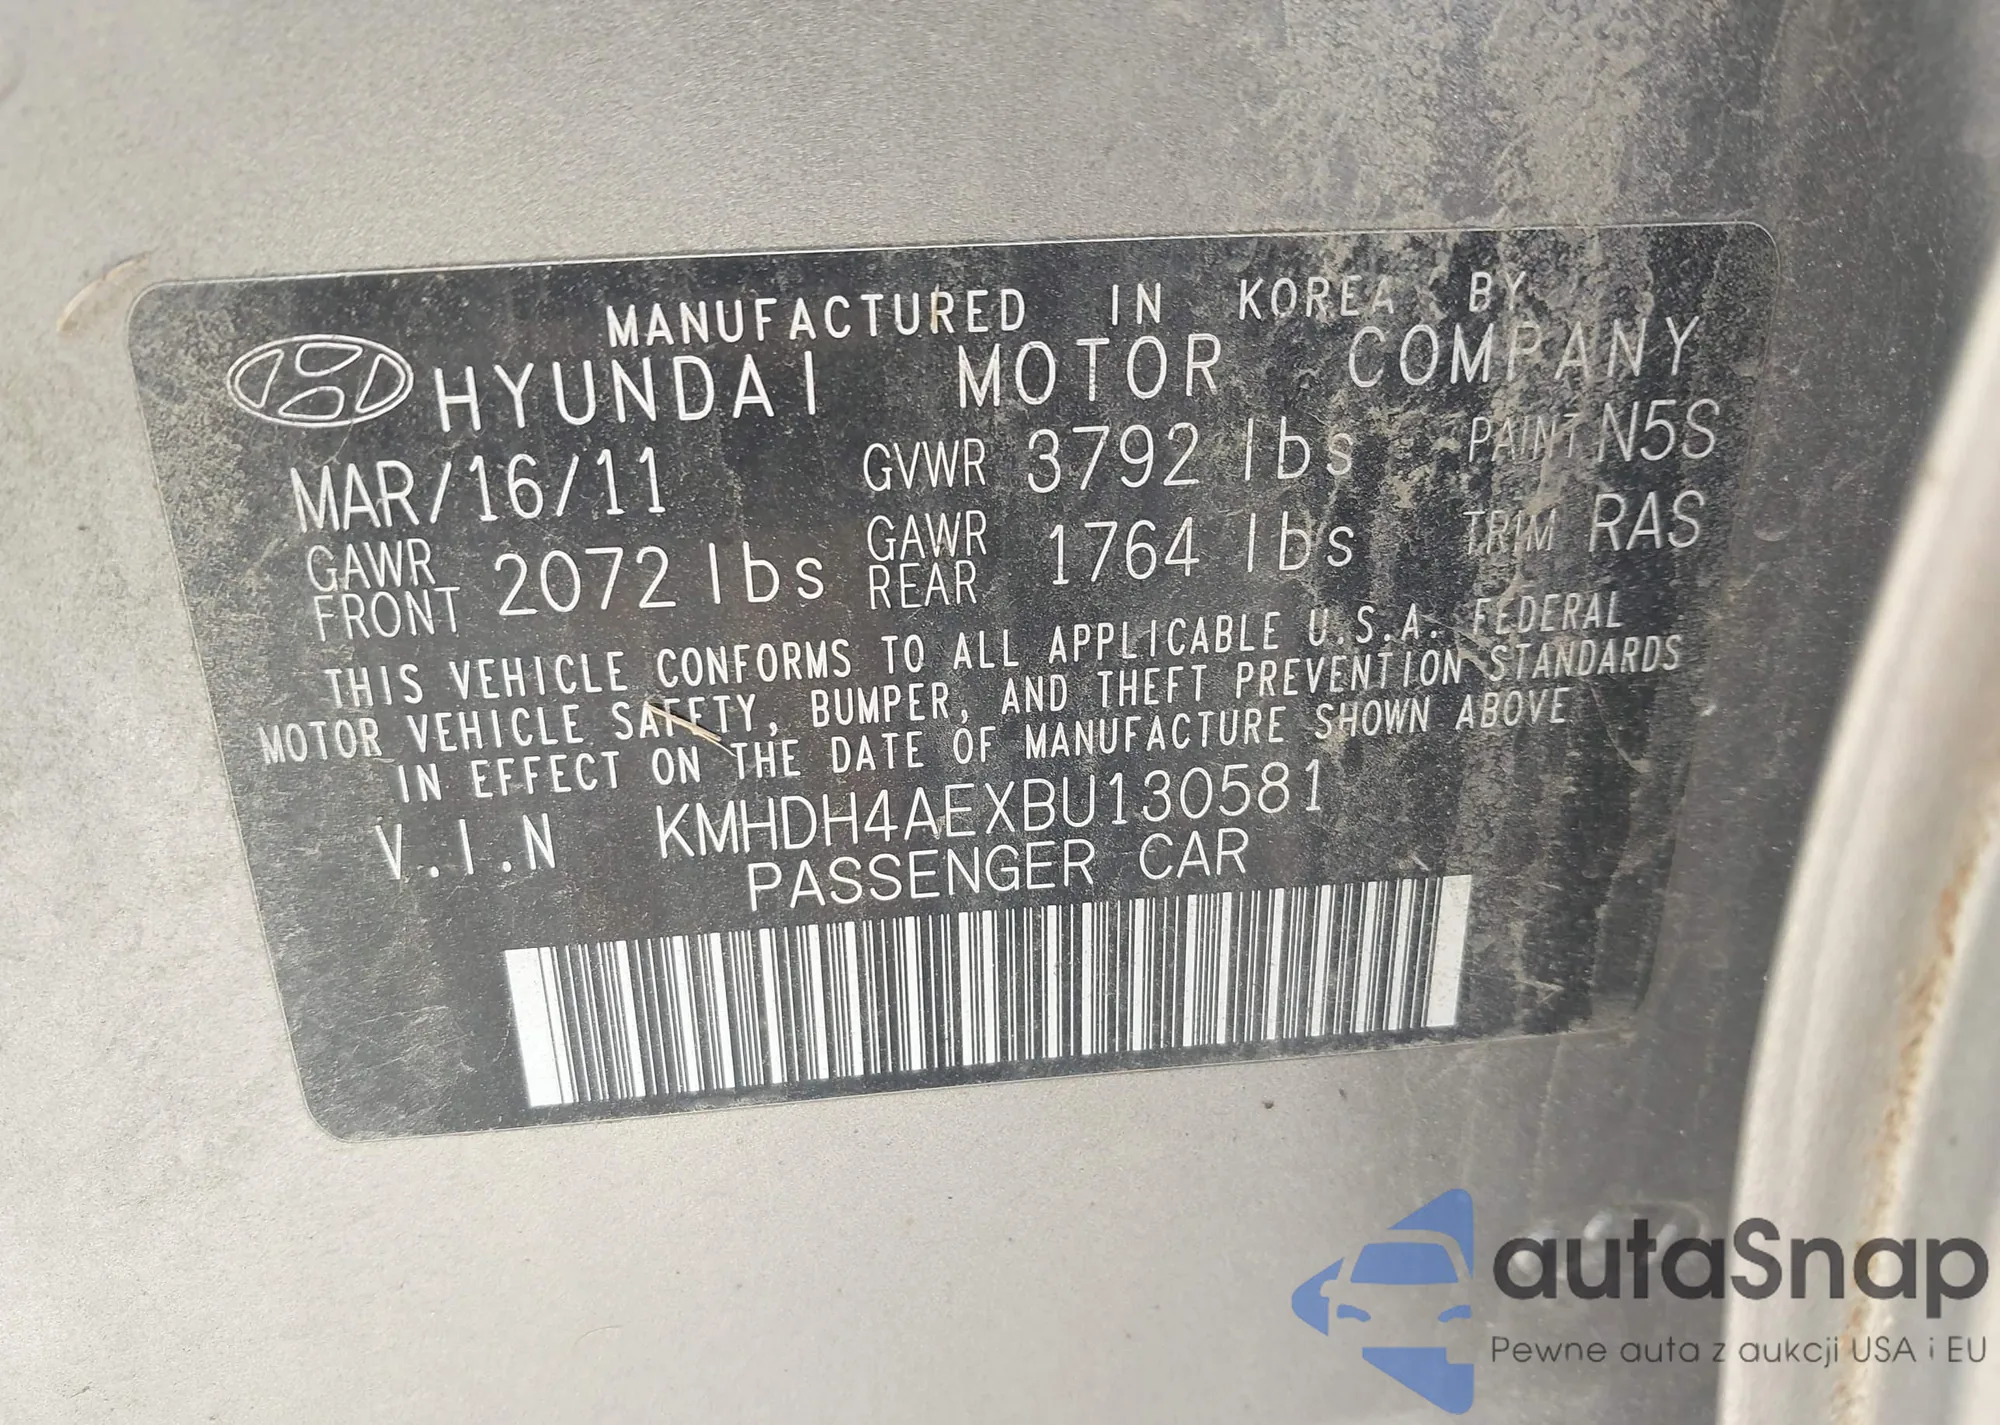 MANUFACTURED IN KOREA BY
HYUNDAI MOTOR COMPANY
MAR/16/11 GVWR 3792 lbs PAINT N5S
GAWR FRONT 2072 lbs GAWR REAR 1764 lbs TRIM RAS
THIS VEHICLE CONFORMS TO ALL APPLICABLE U.S.A. FEDERAL
MOTOR VEHICLE SAFETY, BUMPER, AND THEFT PREVENTION STANDARDS
IN EFFECT ON THE DATE OF MANUFACTURE SHOWN ABOVE
V.I.N KMHDH4AEXBU130581
PASSENGER CAR
autaSnap
Pewne auta z aukcji USA i EU